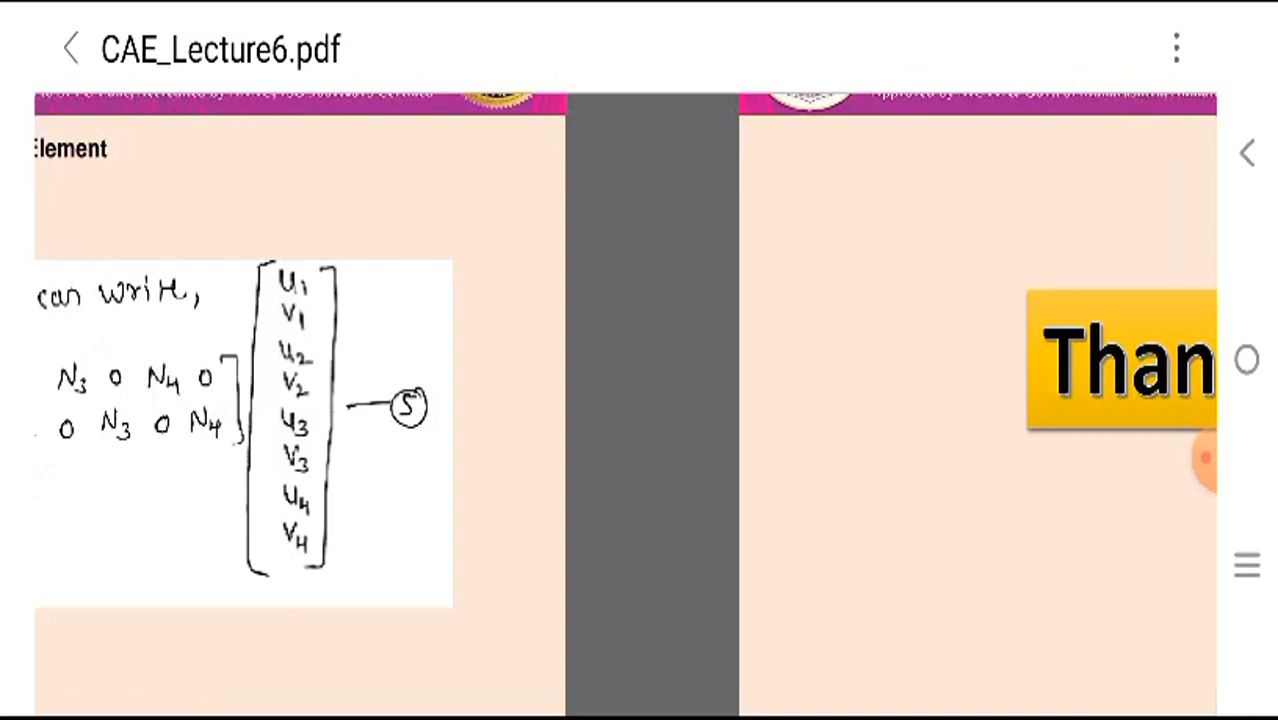 CAE_Lecture6.pdf
Element
can write,
N3 0 N4 0
0 N3 0 N4
u1
v1
u2
v2
u3
v3
u4
v4
5
Than